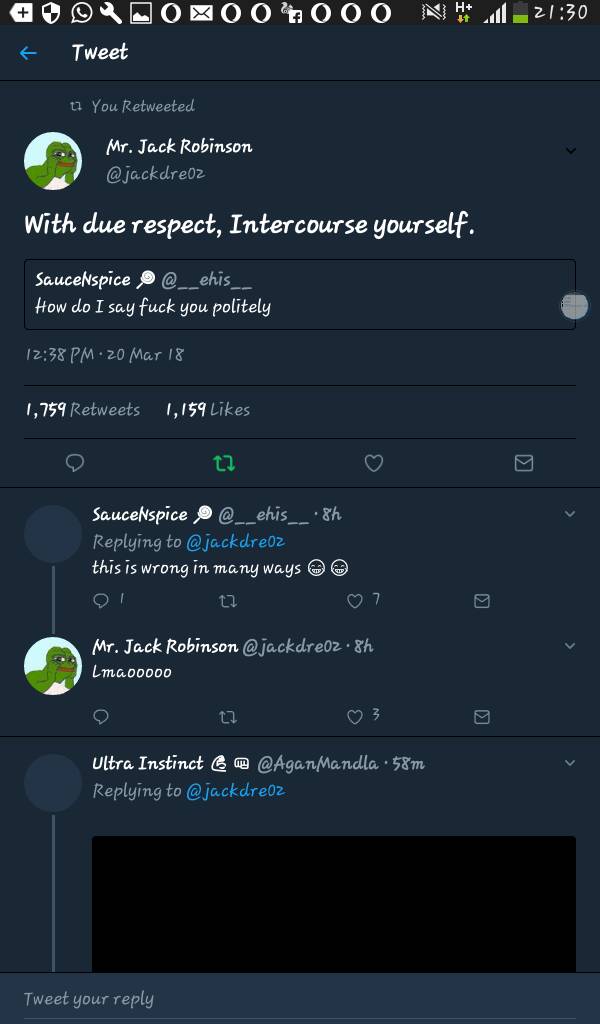 21:30
Tweet
You Retweeted
Mr. Jack Robinson
@jackdre02
With due respect, Intercourse yourself.
SauceNspice 🍭 @__ehis__
How do I say fuck you politely
12:38 PM · 20 Mar 18
1,759 Retweets 1,159 Likes
SauceNspice 🍭 @__ehis__ · 8h
Replying to @jackdre02
this is wrong in many ways 😂 😂
1 7
Mr. Jack Robinson @jackdre02 · 8h
Lmaooooo
3
Ultra Instinct 💪 👊 @AganMandla · 58m
Replying to @jackdre02
Tweet your reply